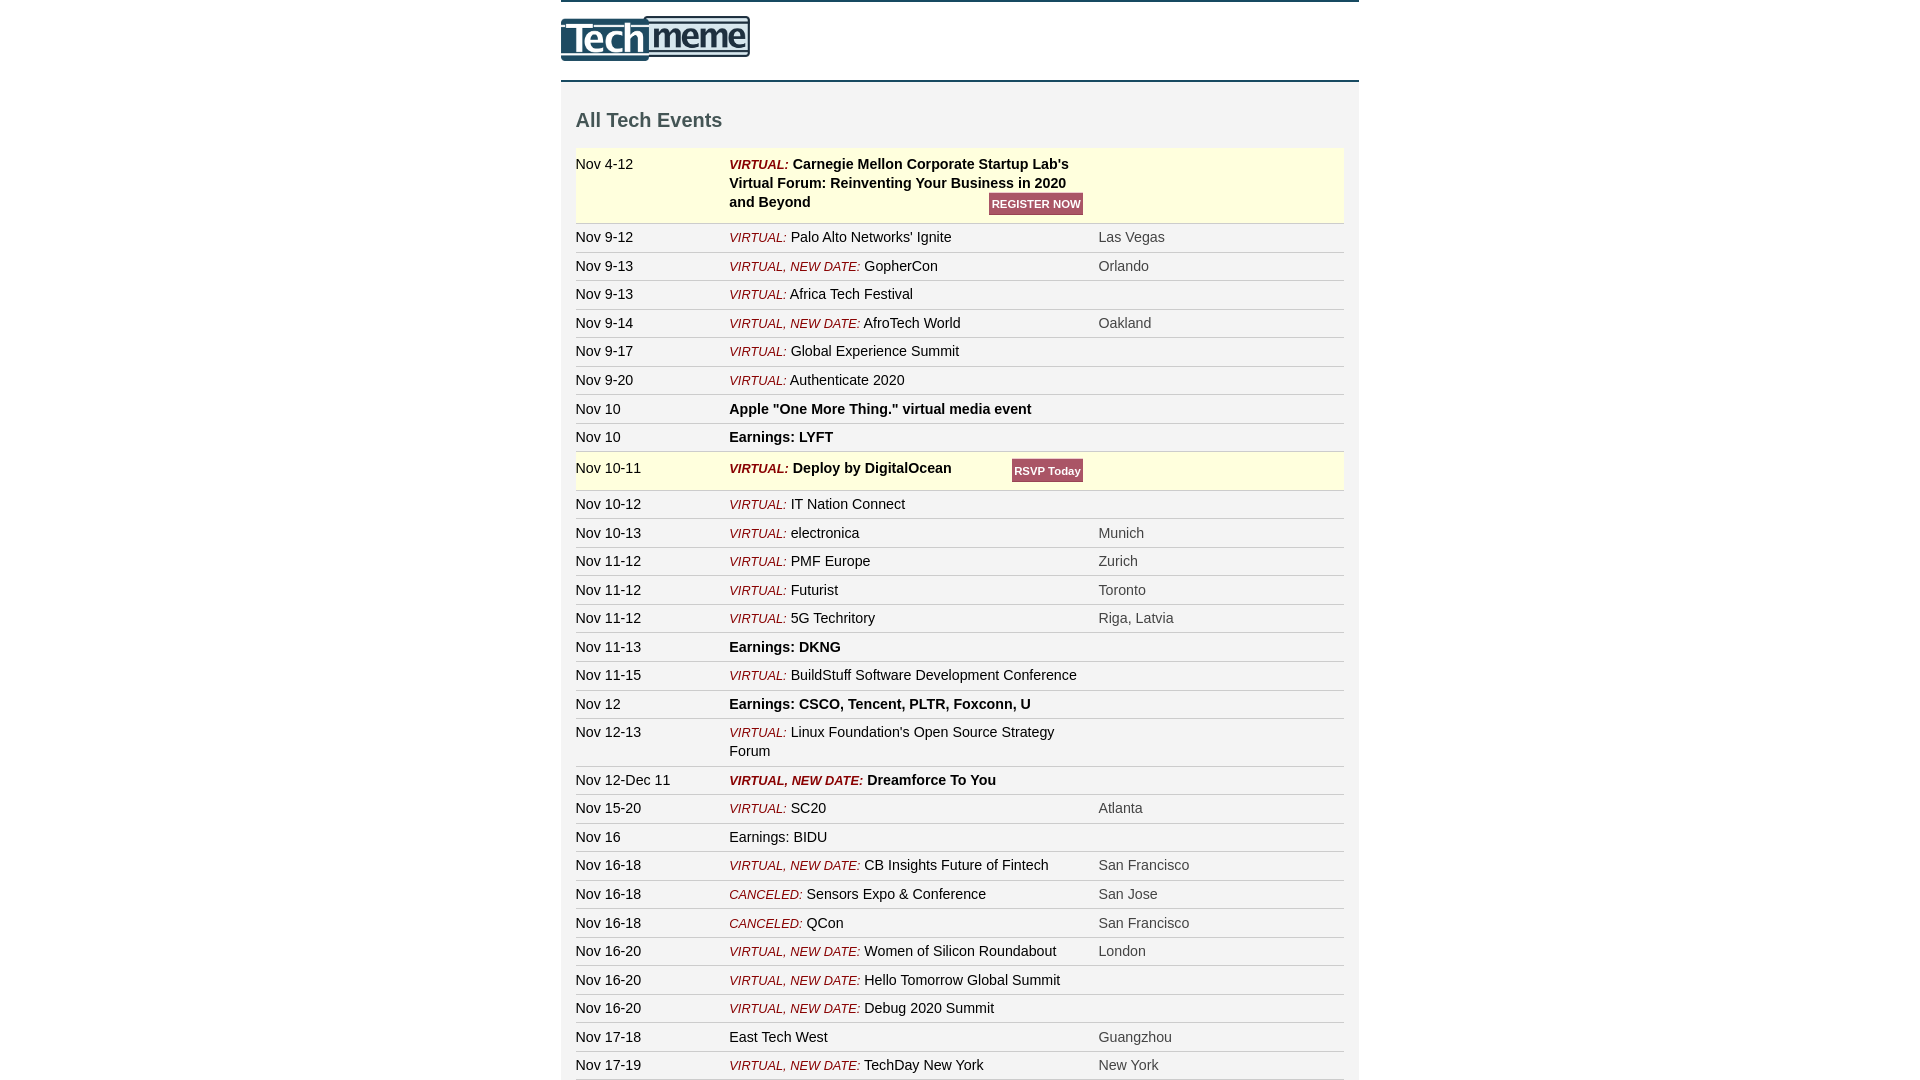 Techmeme
All Tech Events
Nov 4-12 VIRTUAL: Carnegie Mellon Corporate Startup Lab's
Virtual Forum: Reinventing Your Business in 2020
and Beyond REGISTER NOW
Nov 9-12 VIRTUAL: Palo Alto Networks' Ignite Las Vegas
Nov 9-13 VIRTUAL, NEW DATE: GopherCon Orlando
Nov 9-13 VIRTUAL: Africa Tech Festival
Nov 9-14 VIRTUAL, NEW DATE: AfroTech World Oakland
Nov 9-17 VIRTUAL: Global Experience Summit
Nov 9-20 VIRTUAL: Authenticate 2020
Nov 10 Apple "One More Thing." virtual media event
Nov 10 Earnings: LYFT
Nov 10-11 VIRTUAL: Deploy by DigitalOcean RSVP Today
Nov 10-12 VIRTUAL: IT Nation Connect
Nov 10-13 VIRTUAL: electronica Munich
Nov 11-12 VIRTUAL: PMF Europe Zurich
Nov 11-12 VIRTUAL: Futurist Toronto
Nov 11-12 VIRTUAL: 5G Techritory Riga, Latvia
Nov 11-13 Earnings: DKNG
Nov 11-15 VIRTUAL: BuildStuff Software Development Conference
Nov 12 Earnings: CSCO, Tencent, PLTR, Foxconn, U
Nov 12-13 VIRTUAL: Linux Foundation's Open Source Strategy
Forum
Nov 12-Dec 11 VIRTUAL, NEW DATE: Dreamforce To You
Nov 15-20 VIRTUAL: SC20 Atlanta
Nov 16 Earnings: BIDU
Nov 16-18 VIRTUAL, NEW DATE: CB Insights Future of Fintech San Francisco
Nov 16-18 CANCELED: Sensors Expo & Conference San Jose
Nov 16-18 CANCELED: QCon San Francisco
Nov 16-20 VIRTUAL, NEW DATE: Women of Silicon Roundabout London
Nov 16-20 VIRTUAL, NEW DATE: Hello Tomorrow Global Summit
Nov 16-20 VIRTUAL, NEW DATE: Debug 2020 Summit
Nov 17-18 East Tech West Guangzhou
Nov 17-19 VIRTUAL, NEW DATE: TechDay New York New York